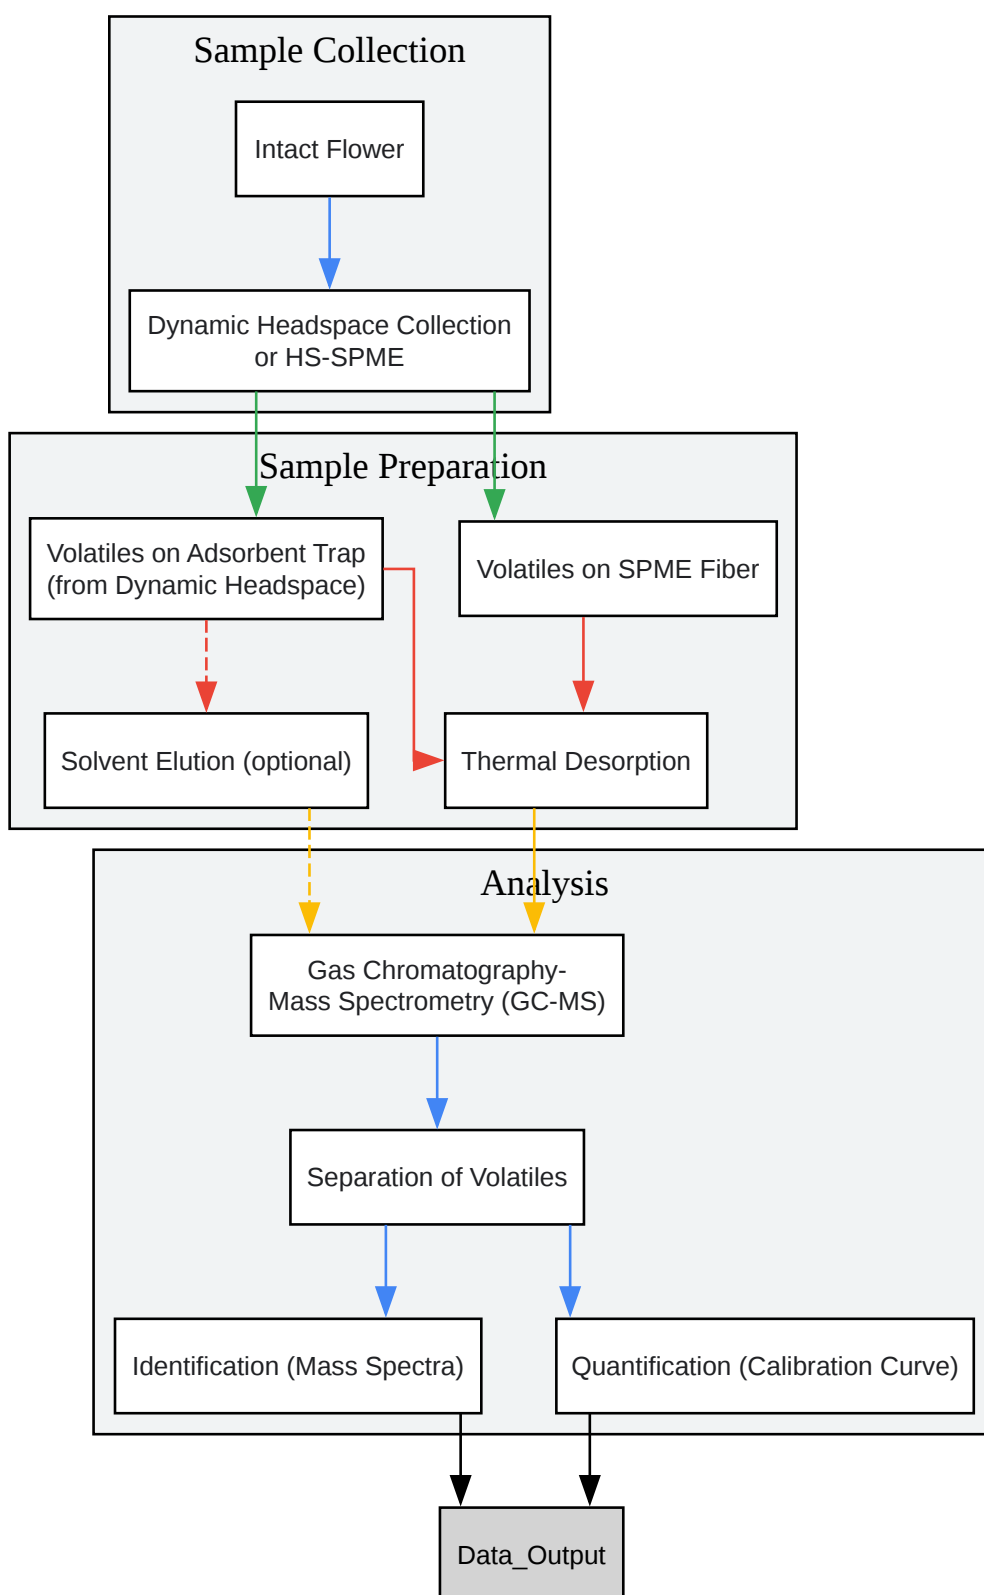 Sample Collection
Intact Flower
Dynamic Headspace Collection
or HS-SPME
Sample Preparation
Volatiles on Adsorbent Trap
(from Dynamic Headspace)
Volatiles on SPME Fiber
Solvent Elution (optional)
Thermal Desorption
Analysis
Gas Chromatography-
Mass Spectrometry (GC-MS)
Separation of Volatiles
Identification (Mass Spectra)
Quantification (Calibration Curve)
Data_Output